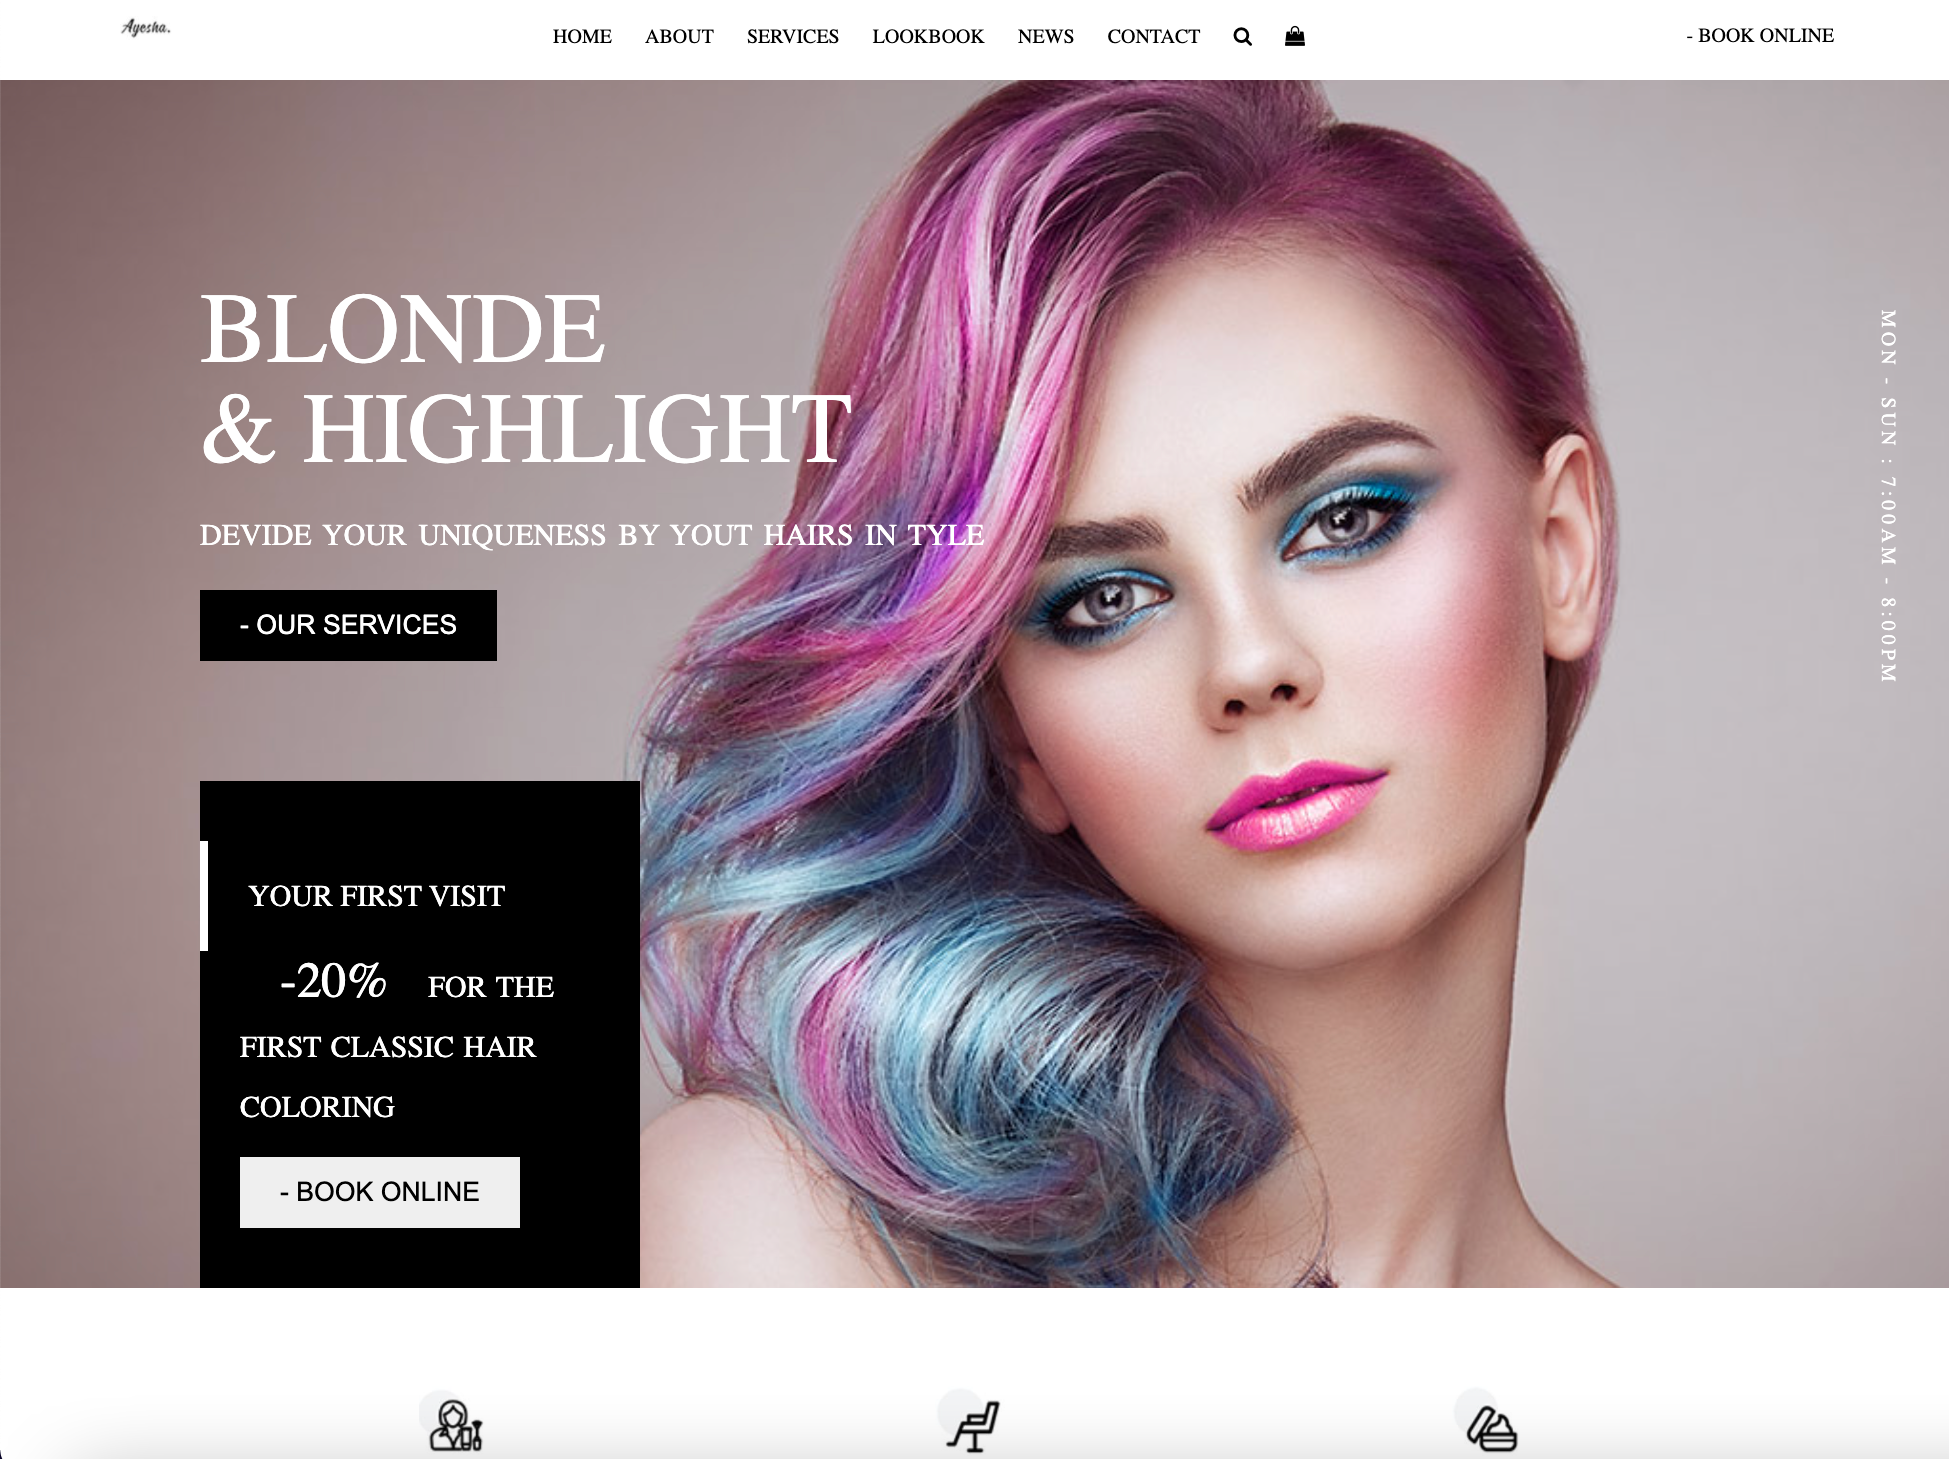 Ayesha.
HOME ABOUT SERVICES LOOKBOOK NEWS CONTACT
- BOOK ONLINE
BLONDE
& HIGHLIGHT
DEVIDE YOUR UNIQUENESS BY YOUT HAIRS IN TYLE
- OUR SERVICES
MON - SUN : 7:00AM - 8:00PM
YOUR FIRST VISIT
-20% FOR THE
FIRST CLASSIC HAIR
COLORING
- BOOK ONLINE